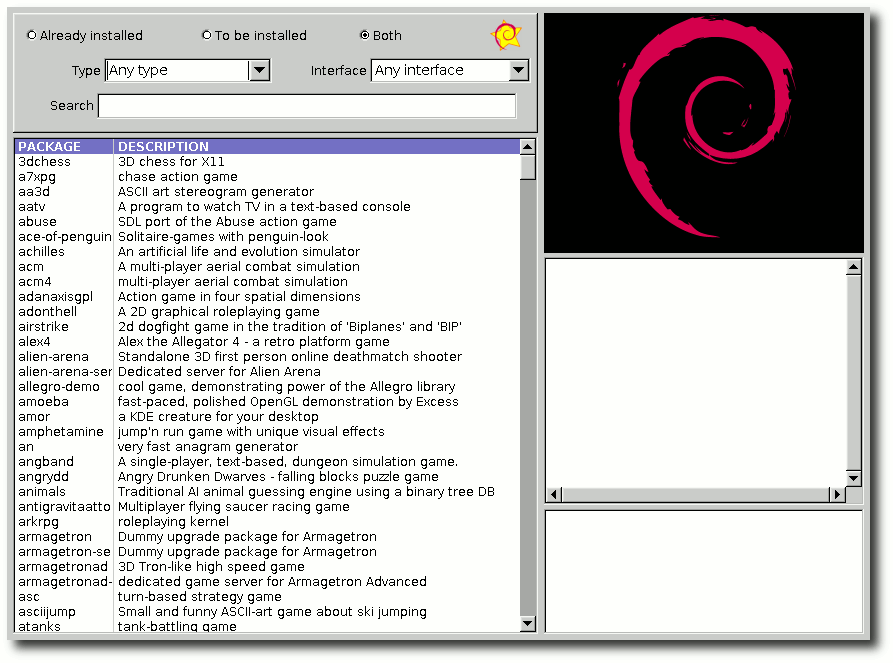 Already installed To be installed Both
Type Any type Interface Any interface
Search
PACKAGE DESCRIPTION
3dchess 3D chess for X11
a7xpg chase action game
aa3d ASCII art stereogram generator
aatv A program to watch TV in a text-based console
abuse SDL port of the Abuse action game
ace-of-penguin Solitaire-games with penguin-look
achilles An artificial life and evolution simulator
acm A multi-player aerial combat simulation
acm4 multi-player aerial combat simulation
adanaxisgpl Action game in four spatial dimensions
adonthell A 2D graphical roleplaying game
airstrike 2d dogfight game in the tradition of 'Biplanes' and 'BIP'
alex4 Alex the Allegator 4 - a retro platform game
alien-arena Standalone 3D first person online deathmatch shooter
alien-arena-ser Dedicated server for Alien Arena
allegro-demo cool game, demonstrating power of the Allegro library
amoeba fast-paced, polished OpenGL demonstration by Excess
amor a KDE creature for your desktop
amphetamine jump'n run game with unique visual effects
an very fast anagram generator
angband A single-player, text-based, dungeon simulation game.
angrydd Angry Drunken Dwarves - falling blocks puzzle game
animals Traditional AI animal guessing engine using a binary tree DB
antigravitaatto Multiplayer flying saucer racing game
arkrpg roleplaying kernel
armagetron Dummy upgrade package for Armagetron
armagetron-se Dummy upgrade package for Armagetron
armagetronad 3D Tron-like high speed game
armagetronad- dedicated game server for Armagetron Advanced
asc turn-based strategy game
asciijump Small and funny ASCII-art game about ski jumping
atanks tank-battling game